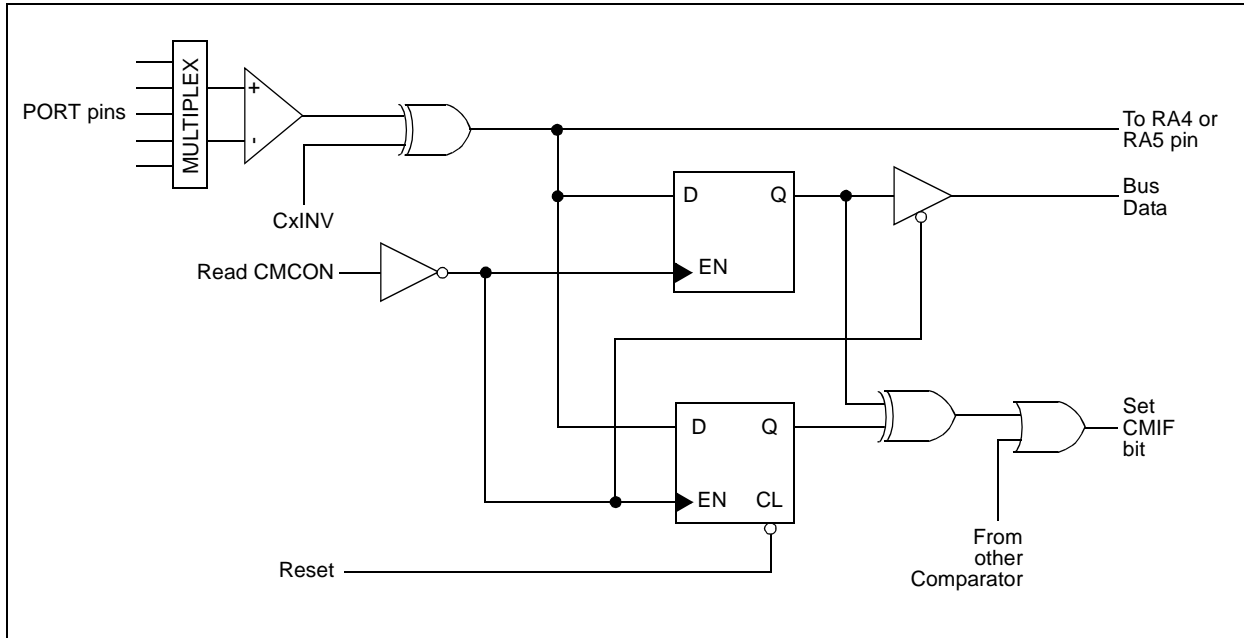 MULTIPLEX
+
-
PORT pins
To RA4 or
RA5 pin
CxINV
D
Q
EN
Bus
Data
Read CMCON
D
Q
EN
CL
Set
CMIF
bit
From
other
Comparator
Reset